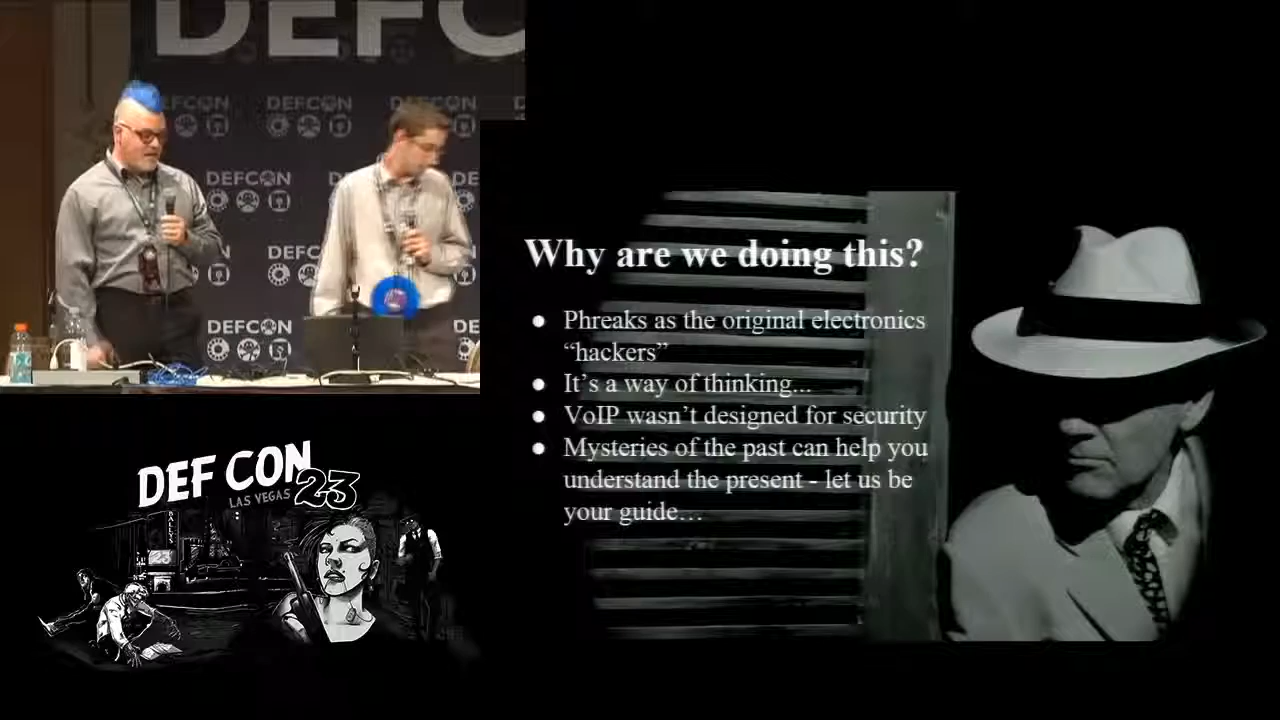 DEFC
DEFCON DEFCON
DEFCON
DEFCON
DEFCON
Why are we doing this?
● Phreaks as the original electronics
“hackers”
● It’s a way of thinking...
● VoIP wasn’t designed for security
● Mysteries of the past can help you
understand the present - let us be
your guide…
DEF CON
LAS VEGAS 23
BALLY'S